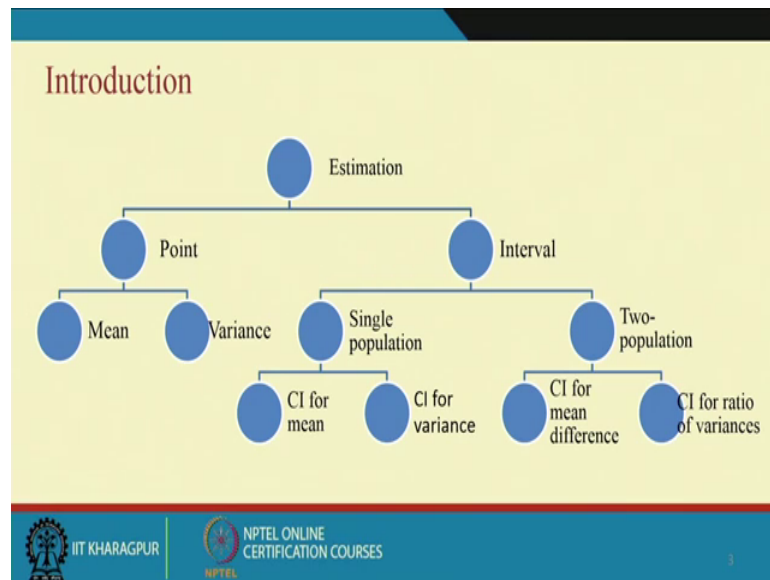 Introduction
Estimation
Point
Interval
Mean
Variance
Single
population
Two-
population
CI for
mean
CI for
variance
CI for
mean
difference
CI for ratio
of variances
IIT KHARAGPUR
NPTEL
NPTEL ONLINE
CERTIFICATION COURSES
3